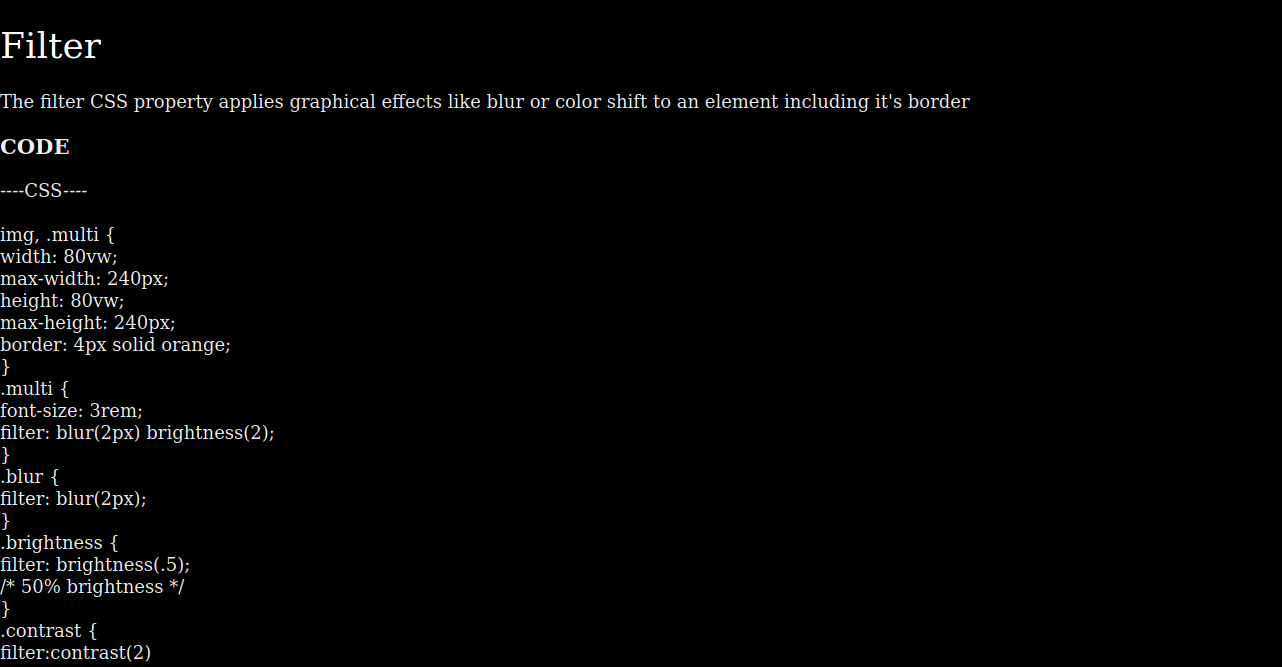 Filter
The filter CSS property applies graphical effects like blur or color shift to an element including it's border
CODE
----CSS----
img, .multi {
width: 80vw;
max-width: 240px;
height: 80vw;
max-height: 240px;
border: 4px solid orange;
}
.multi {
font-size: 3rem;
filter: blur(2px) brightness(2);
}
.blur {
filter: blur(2px);
}
.brightness {
filter: brightness(.5);
/* 50% brightness */
}
.contrast {
filter:contrast(2)